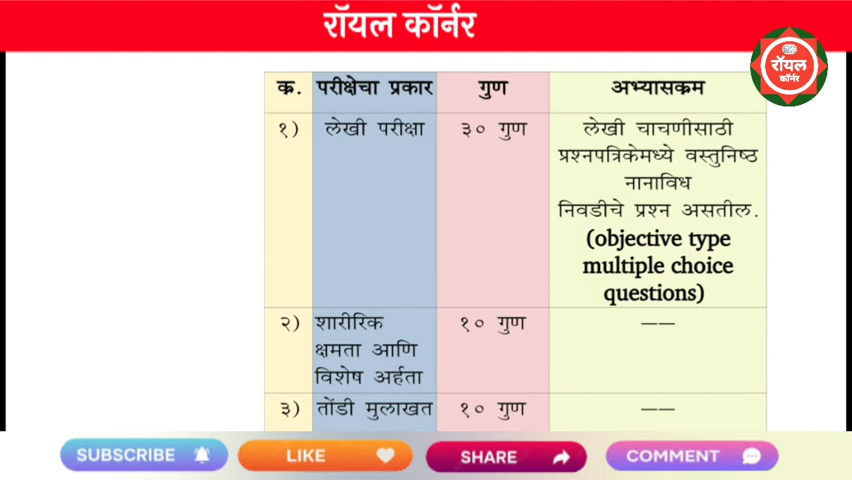 रॉयल कॉर्नर
रॉयल
कॉर्नर
क्र. परीक्षेचा प्रकार गुण अभ्यासक्रम
१) लेखी परीक्षा ३० गुण लेखी चाचणीसाठी
प्रश्नपत्रिकेमध्ये वस्तुनिष्ठ
नानाविध
निवडीचे प्रश्न असतील.
(objective type
multiple choice
questions)
२) शारीरिक १० गुण ——
क्षमता आणि
विशेष अर्हता
३) तोंडी मुलाखत १० गुण ——
SUBSCRIBE LIKE SHARE COMMENT